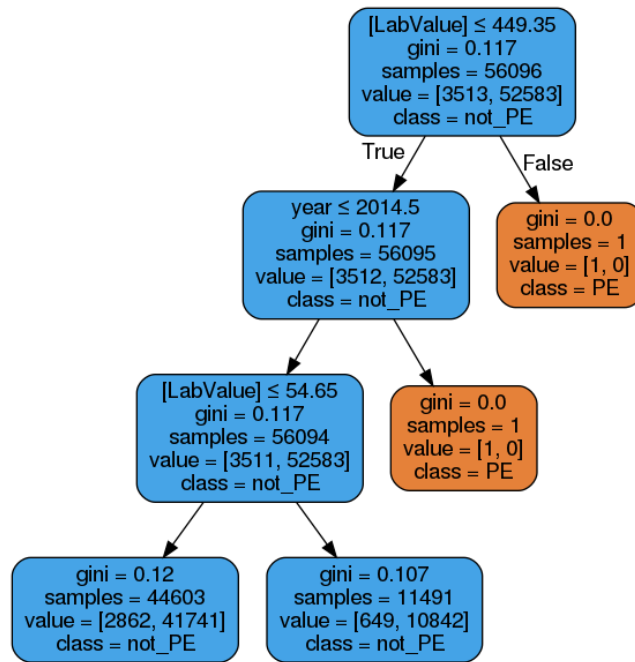 [LabValue] ≤ 449.35
gini = 0.117
samples = 56096
value = [3513, 52583]
class = not_PE
True
False
year ≤ 2014.5
gini = 0.117
samples = 56095
value = [3512, 52583]
class = not_PE
gini = 0.0
samples = 1
value = [1, 0]
class = PE
[LabValue] ≤ 54.65
gini = 0.117
samples = 56094
value = [3511, 52583]
class = not_PE
gini = 0.0
samples = 1
value = [1, 0]
class = PE
gini = 0.12
samples = 44603
value = [2862, 41741]
class = not_PE
gini = 0.107
samples = 11491
value = [649, 10842]
class = not_PE